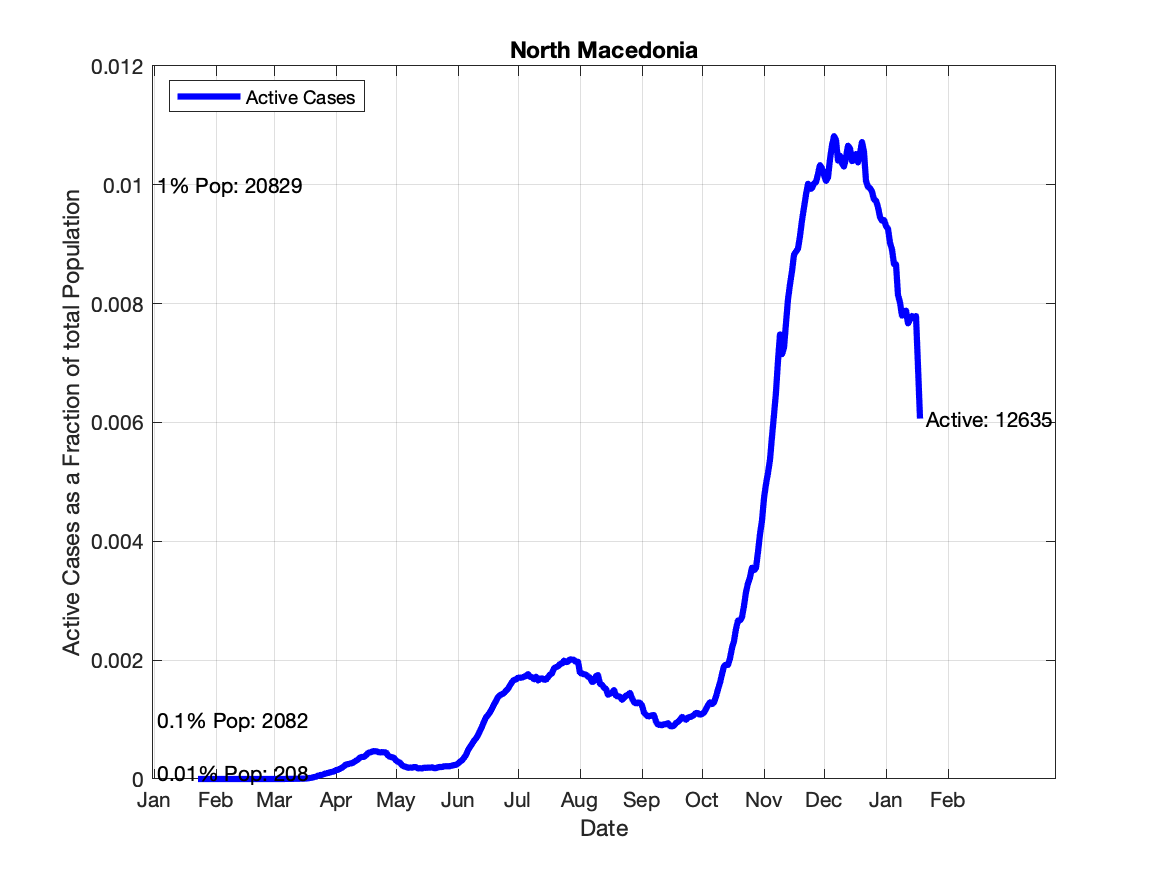 North Macedonia
Active Cases
0.012
0.01
0.008
0.006
0.004
0.002
0
Active Cases as a Fraction of total Population
1% Pop: 20829
0.1% Pop: 2082
0.01% Pop: 208
Active: 12635
Jan Feb Mar Apr May Jun Jul Aug Sep Oct Nov Dec Jan Feb
Date